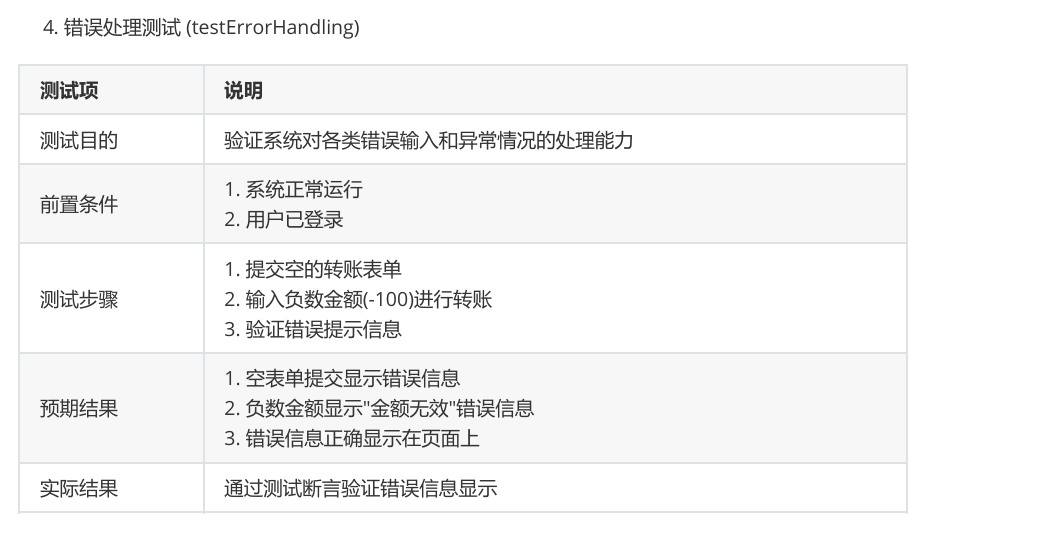 4. 错误处理测试 (testErrorHandling)
测试项 说明
测试目的 验证系统对各类错误输入和异常情况的处理能力
前置条件
1. 系统正常运行
2. 用户已登录
测试步骤
1. 提交空的转账表单
2. 输入负数金额(-100)进行转账
3. 验证错误提示信息
预期结果
1. 空表单提交显示错误信息
2. 负数金额显示"金额无效"错误信息
3. 错误信息正确显示在页面上
实际结果 通过测试断言验证错误信息显示